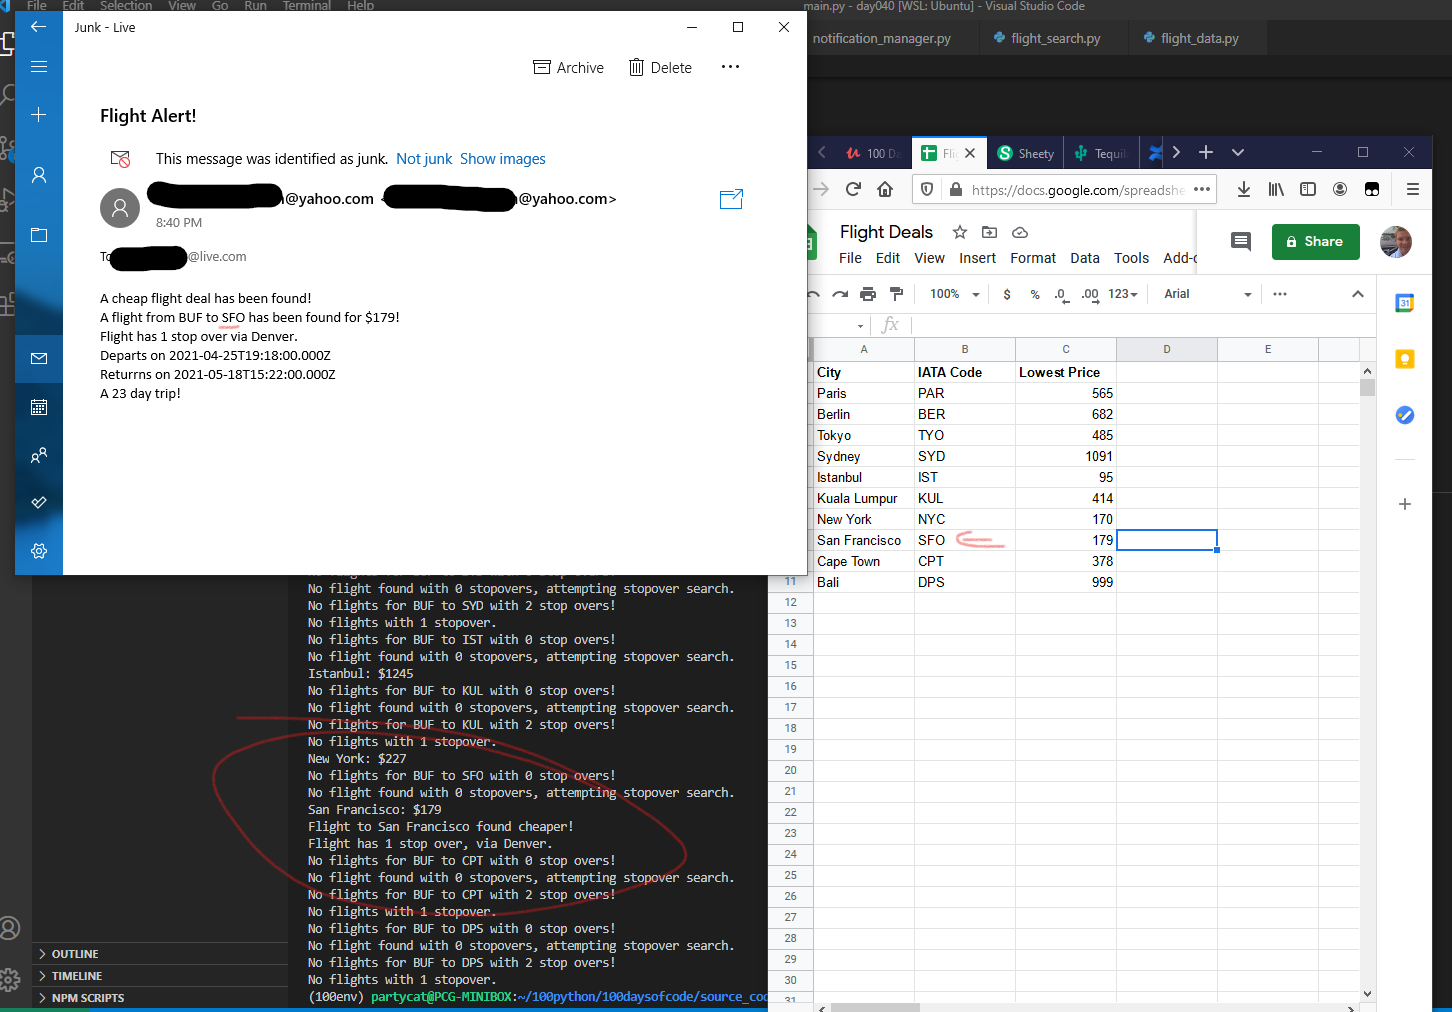 File Edit Selection View Go Run Terminal Help
main.py - day040 [WSL: Ubuntu] - Visual Studio Code
notification_manager.py flight_search.py flight_data.py
Junk - Live
Archive Delete
Flight Alert!
This message was identified as junk. Not junk Show images
@yahoo.com < @yahoo.com>
8:40 PM
To @live.com
A cheap flight deal has been found!
A flight from BUF to SFO has been found for $179!
Flight has 1 stop over via Denver.
Departs on 2021-04-25T19:18:00.000Z
Returrns on 2021-05-18T15:22:00.000Z
A 23 day trip!
100 Da Fli Sheety Tequil
https://docs.google.com/spreadshe
Flight Deals
Share
File Edit View Insert Format Data Tools Add-o
100% $ % .0 .00 123 Arial
fx
A B C D E
City IATA Code Lowest Price
Paris PAR 565
Berlin BER 682
Tokyo TYO 485
Sydney SYD 1091
Istanbul IST 95
Kuala Lumpur KUL 414
New York NYC 170
San Francisco SFO 179
Cape Town CPT 378
11 Bali DPS 999
12
13
14
15
16
17
18
19
20
21
22
23
24
25
26
27
28
29
30
31
No flight found with 0 stopovers, attempting stopover search.
No flights for BUF to SYD with 2 stop overs!
No flights with 1 stopover.
No flights for BUF to IST with 0 stop overs!
No flight found with 0 stopovers, attempting stopover search.
Istanbul: $1245
No flights for BUF to KUL with 0 stop overs!
No flight found with 0 stopovers, attempting stopover search.
No flights for BUF to KUL with 2 stop overs!
No flights with 1 stopover.
New York: $227
No flights for BUF to SFO with 0 stop overs!
No flight found with 0 stopovers, attempting stopover search.
San Francisco: $179
Flight to San Francisco found cheaper!
Flight has 1 stop over, via Denver.
No flights for BUF to CPT with 0 stop overs!
No flight found with 0 stopovers, attempting stopover search.
No flights for BUF to CPT with 2 stop overs!
No flights with 1 stopover.
No flights for BUF to DPS with 0 stop overs!
No flight found with 0 stopovers, attempting stopover search.
No flights for BUF to DPS with 2 stop overs!
No flights with 1 stopover.
(100env) partycat@PCG-MINIBOX:~/100python/100daysofcode/source_cod
OUTLINE
TIMELINE
NPM SCRIPTS